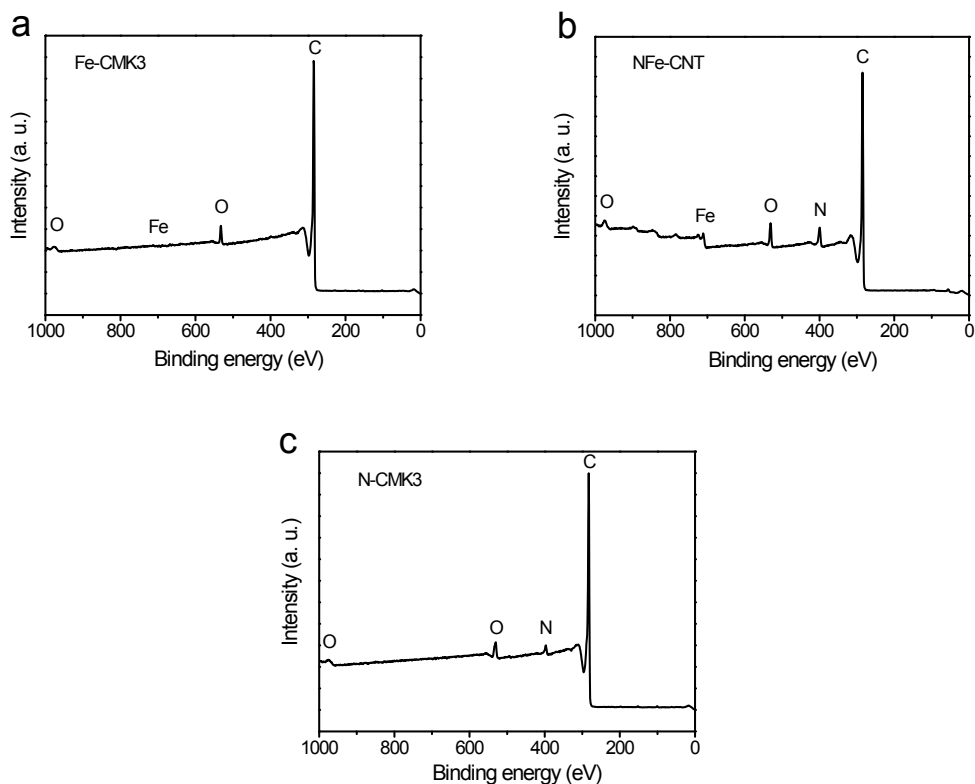 a
Fe-CMK3
C
O
Fe
O
Intensity (a. u.)
1000 800 600 400 200 0
Binding energy (eV)
b
NFe-CNT
C
O
Fe
O
N
Intensity (a. u.)
1000 800 600 400 200 0
Binding energy (eV)
c
N-CMK3
C
O
O
N
Intensity (a. u.)
1000 800 600 400 200 0
Binding energy (eV)